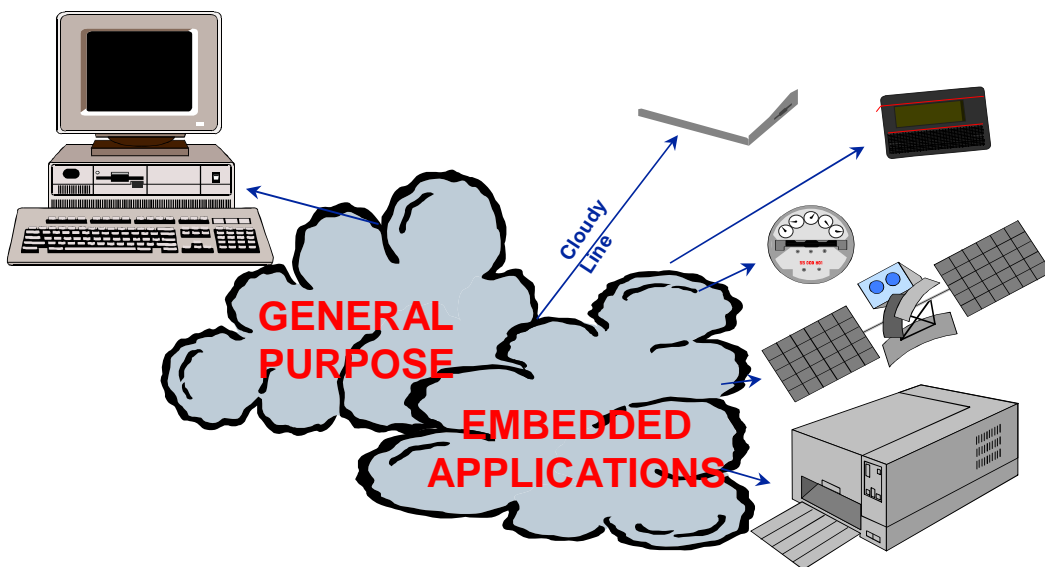 Cloudy
Line
GENERAL
PURPOSE
EMBEDDED
APPLICATIONS